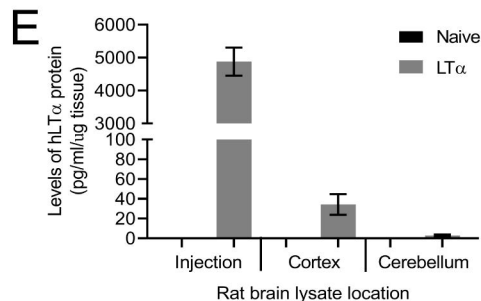 E
Naive
LTα
Levels of hLTα protein
(pg/ml/ug tissue)
6000
5000
4000
3000
100
80
60
40
20
0
Injection Cortex Cerebellum
Rat brain lysate location